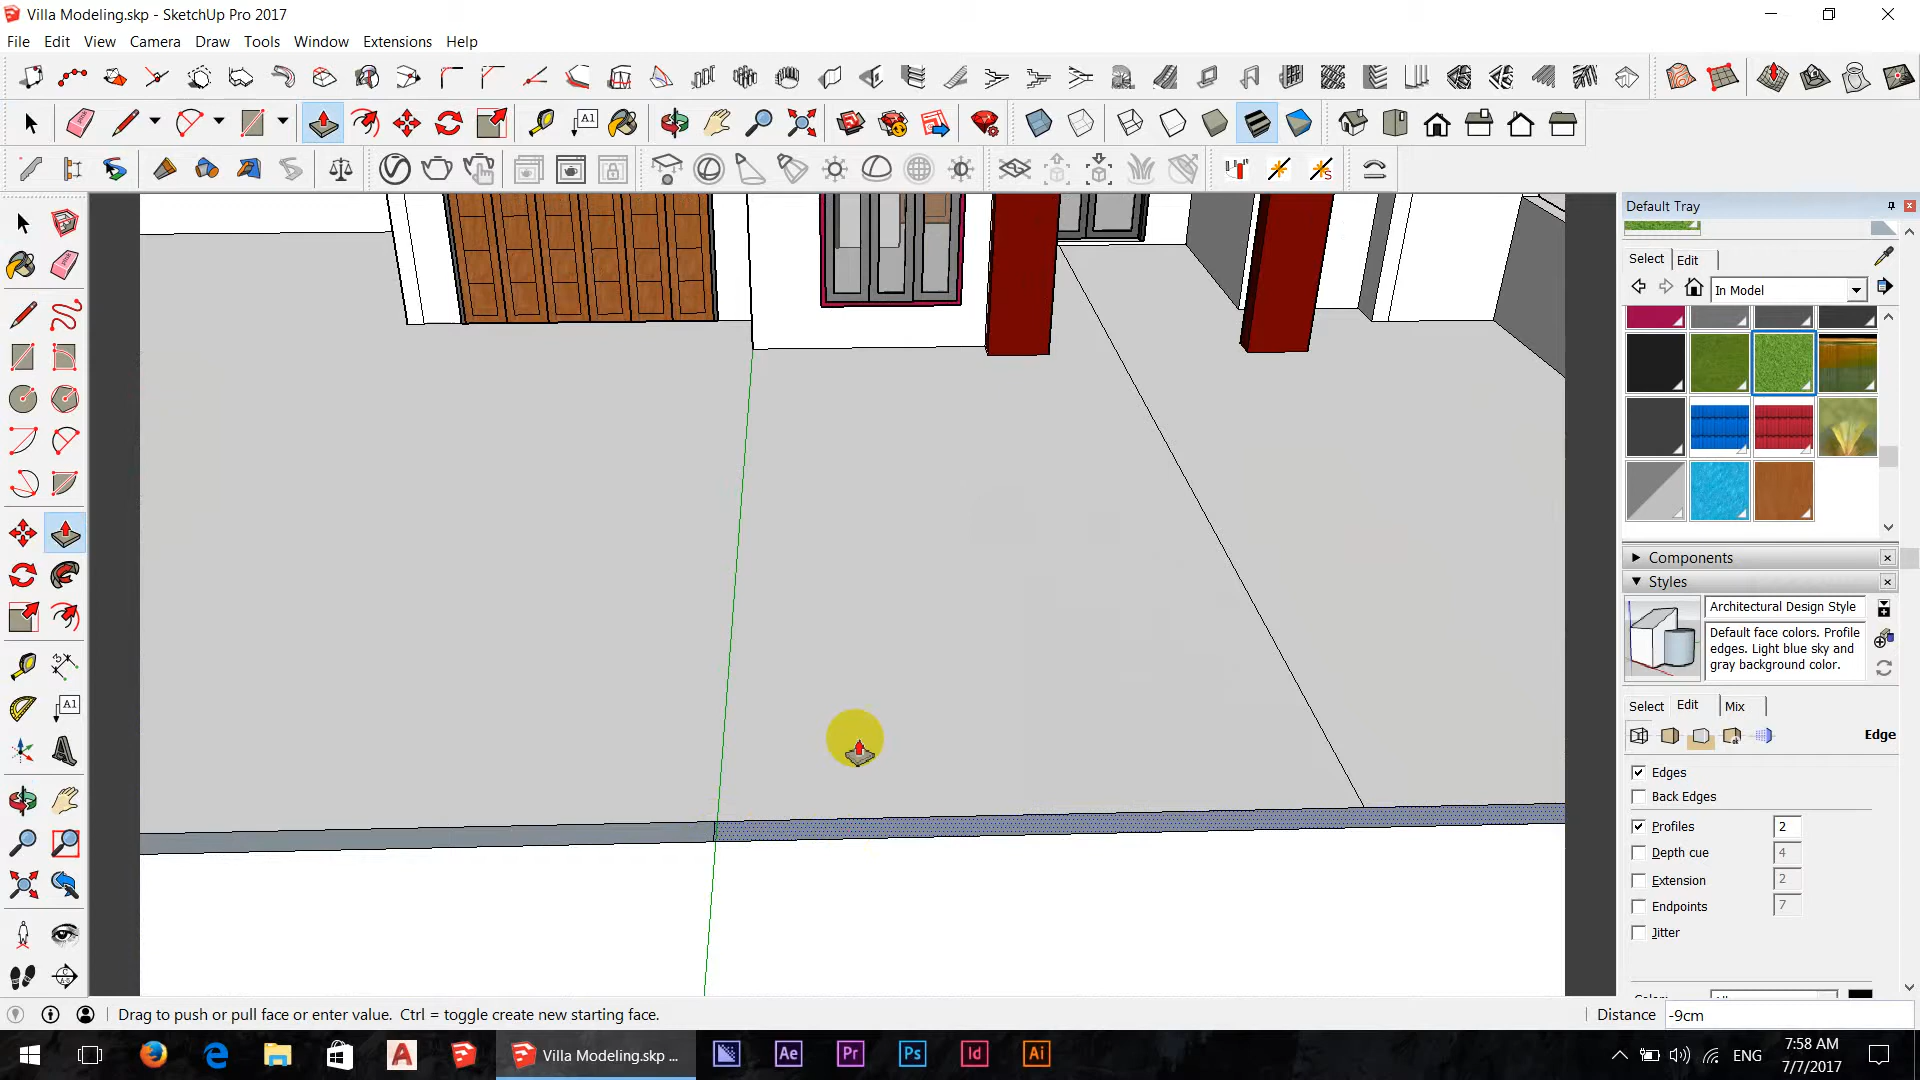 Villa Modeling.skp - SketchUp Pro 2017
File Edit View Camera Draw Tools Window Extensions Help
A1
Default Tray
Select Edit
In Model
A1
Components
Styles
Architectural Design Style
Default face colors. Profile
edges. Light blue sky and
gray background color.
Select Edit Mix
Edge
Edges
Back Edges
Profiles 2
Depth cue 4
Extension 2
Endpoints 7
Jitter
Drag to push or pull face or enter value. Ctrl = toggle create new starting face.
Distance -9cm
Villa Modeling.skp ...
Ae Pr Ps Id Ai
ENG
7:58 AM
7/7/2017